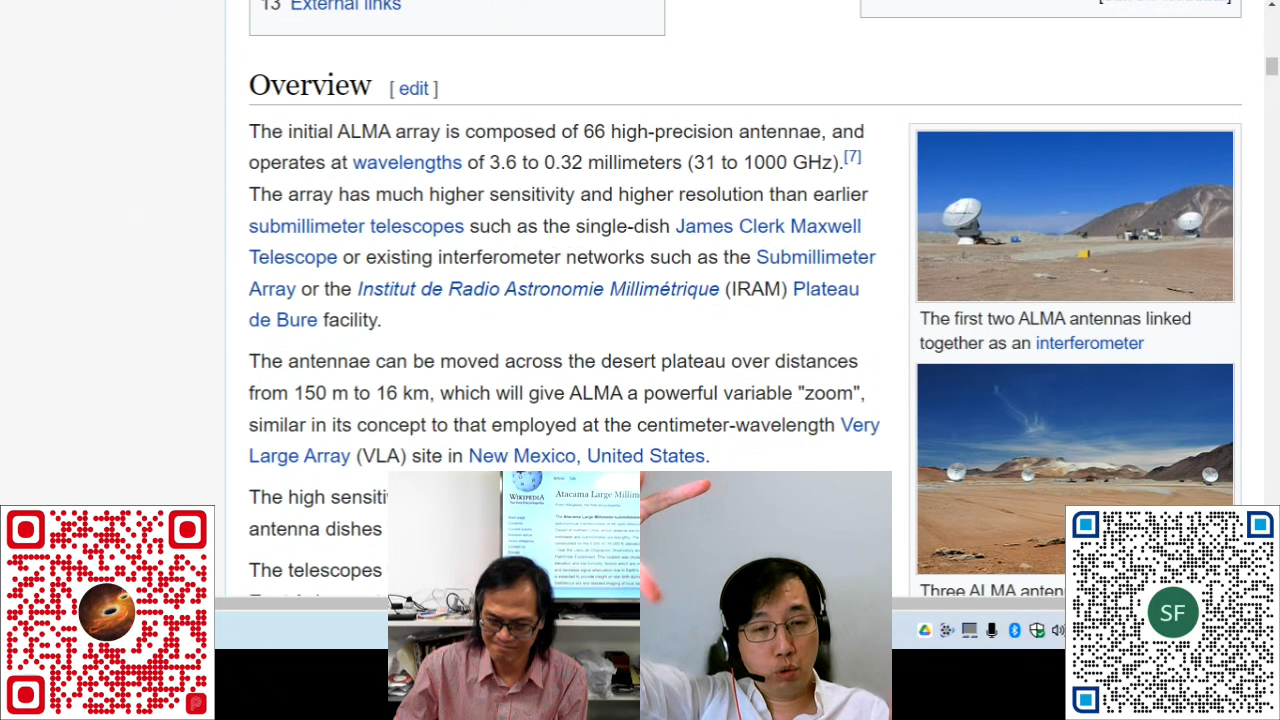 13 External links
Overview [ edit ]
The initial ALMA array is composed of 66 high-precision antennae, and
operates at wavelengths of 3.6 to 0.32 millimeters (31 to 1000 GHz).[7]
The array has much higher sensitivity and higher resolution than earlier
submillimeter telescopes such as the single-dish James Clerk Maxwell
Telescope or existing interferometer networks such as the Submillimeter
Array or the Institut de Radio Astronomie Millimétrique (IRAM) Plateau
de Bure facility.
The antennae can be moved across the desert plateau over distances
from 150 m to 16 km, which will give ALMA a powerful variable "zoom",
similar in its concept to that employed at the centimeter-wavelength Very
Large Array (VLA) site in New Mexico, United States.
The high sensiti
antenna dishes
The telescopes
The first two ALMA antennas linked
together as an interferometer
Three ALMA anten
WIKIPEDIA
Atacama Large Millim
SF